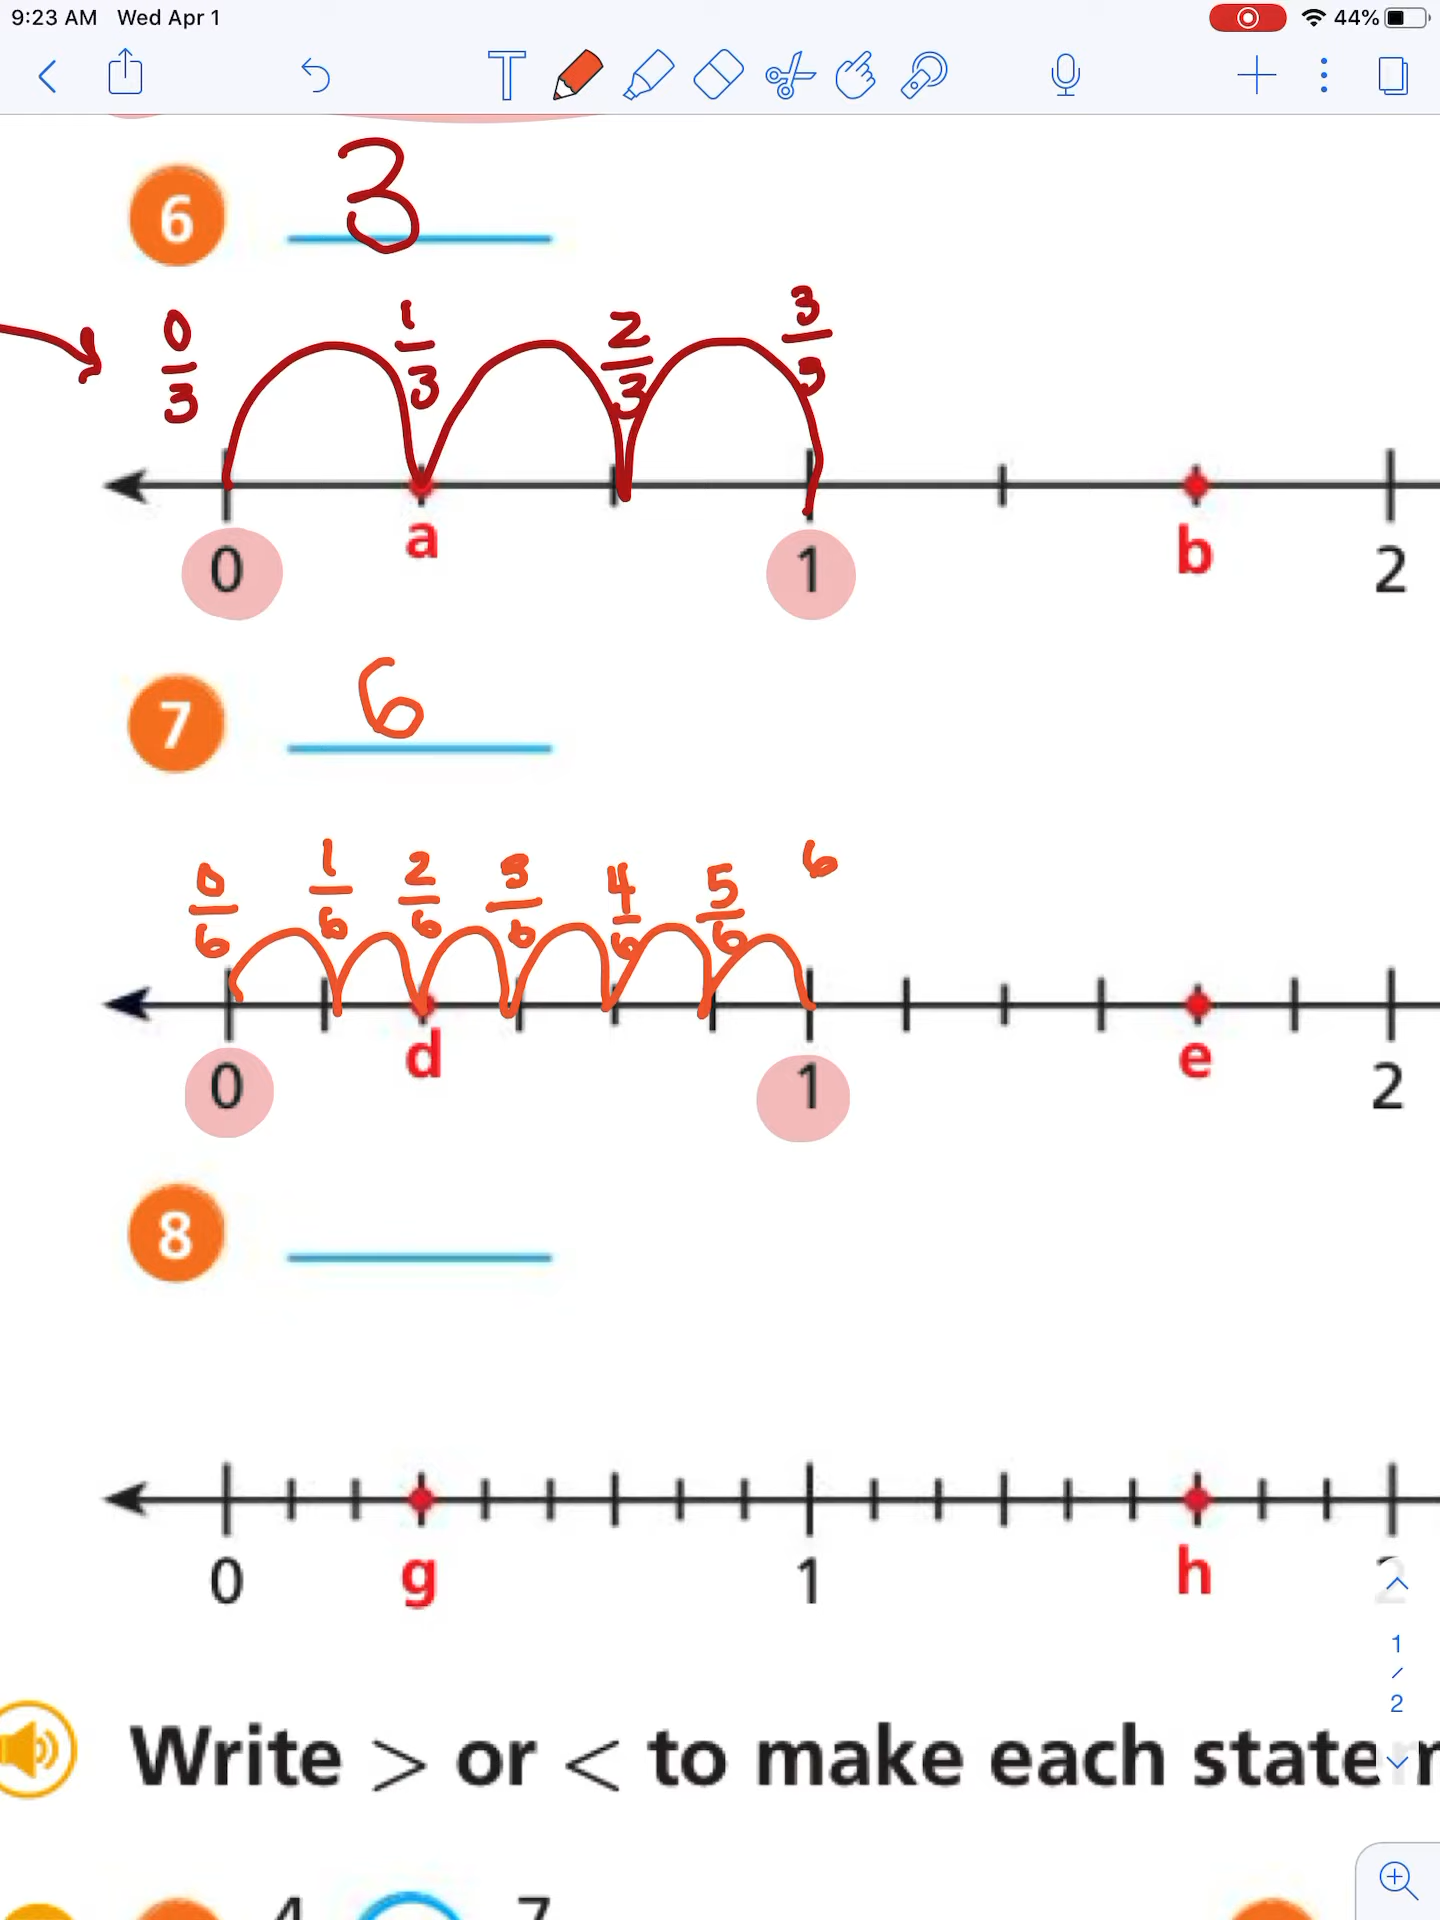 9:23 AM Wed Apr 1 44%
T
6 3
0/3 1/3 2/3 3/3
a b
0 1 2
7 6
0/6 1/6 2/6 3/6 4/6 5/6 6
d e
0 1 2
8
g h
0 1 2
1 / 2
Write > or < to make each state
4 7